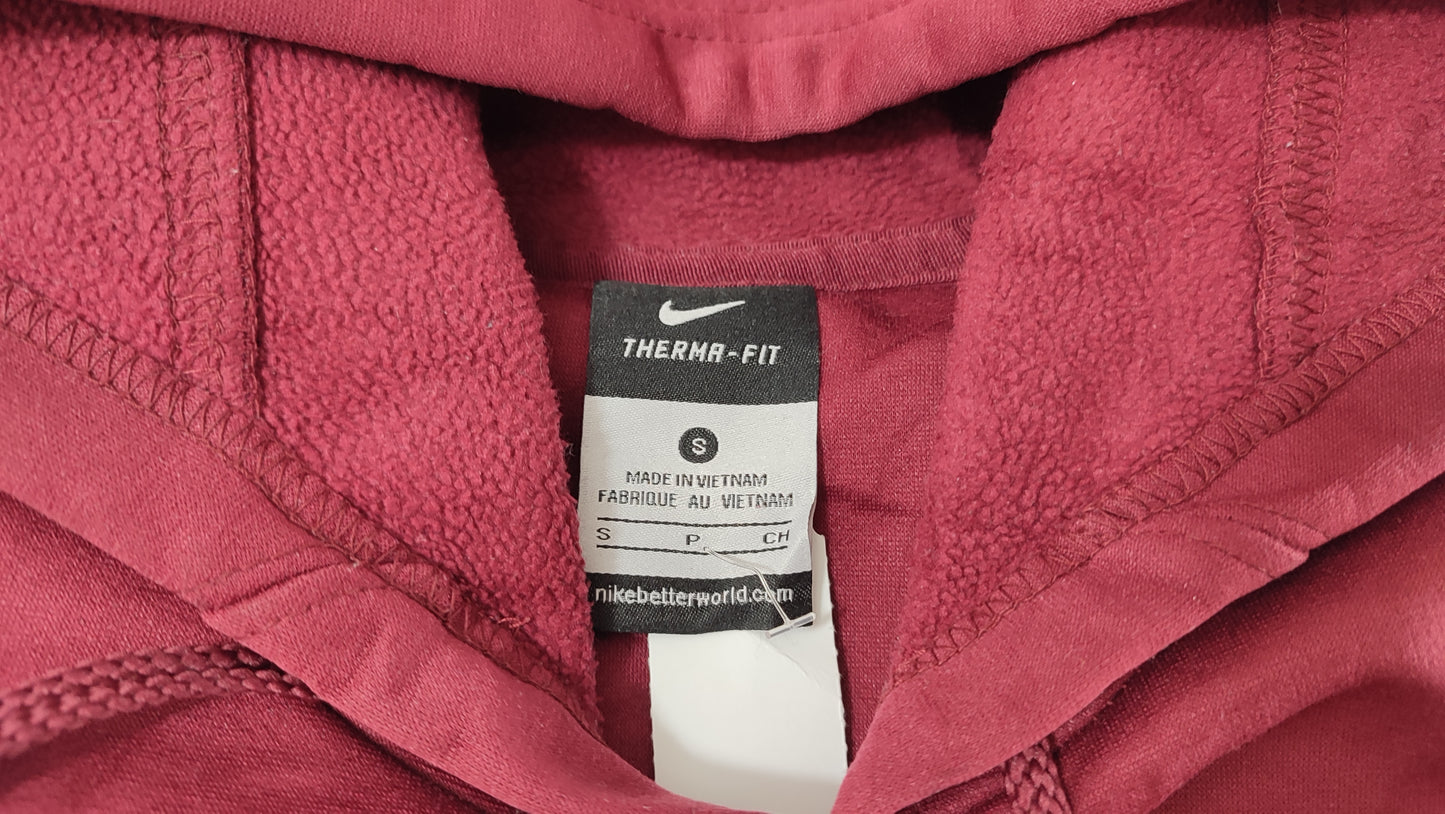 THERMA-FIT
S
MADE IN VIETNAM
FABRIQUE AU VIETNAM
S P CH
nikebetterworld.com